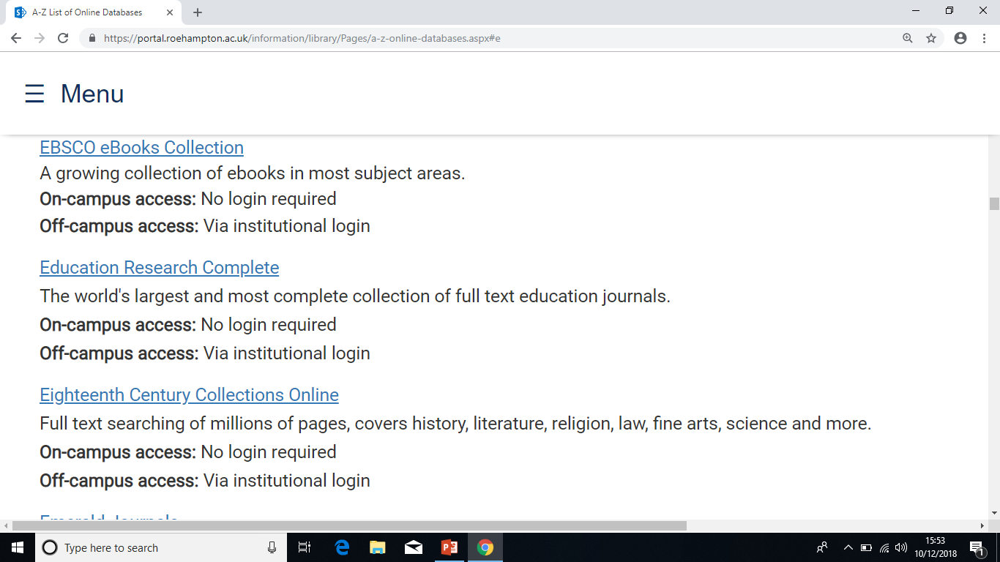 A-Z List of Online Databases
https://portal.roehampton.ac.uk/information/library/Pages/a-z-online-databases.aspx#e
Menu
EBSCO eBooks Collection
A growing collection of ebooks in most subject areas.
On-campus access: No login required
Off-campus access: Via institutional login
Education Research Complete
The world's largest and most complete collection of full text education journals.
On-campus access: No login required
Off-campus access: Via institutional login
Eighteenth Century Collections Online
Full text searching of millions of pages, covers history, literature, religion, law, fine arts, science and more.
On-campus access: No login required
Off-campus access: Via institutional login
Emerald Journals
Type here to search
15:53
10/12/2018
1